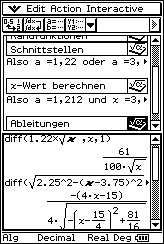 Edit Action Interactive
Randfunktionen
Schnittstellen
Also a =1,22 oder a =3,
x-Wert berechnen
Also a =1,212 und x =3,
Ableitungen
diff(1.22×√x ,x,1)
61
100·√x
diff(√2.25^2-(x-3.75)^2
-(4·x-15)
4·√-(x-15/4)^2+81/16
Alg Decimal Real Deg